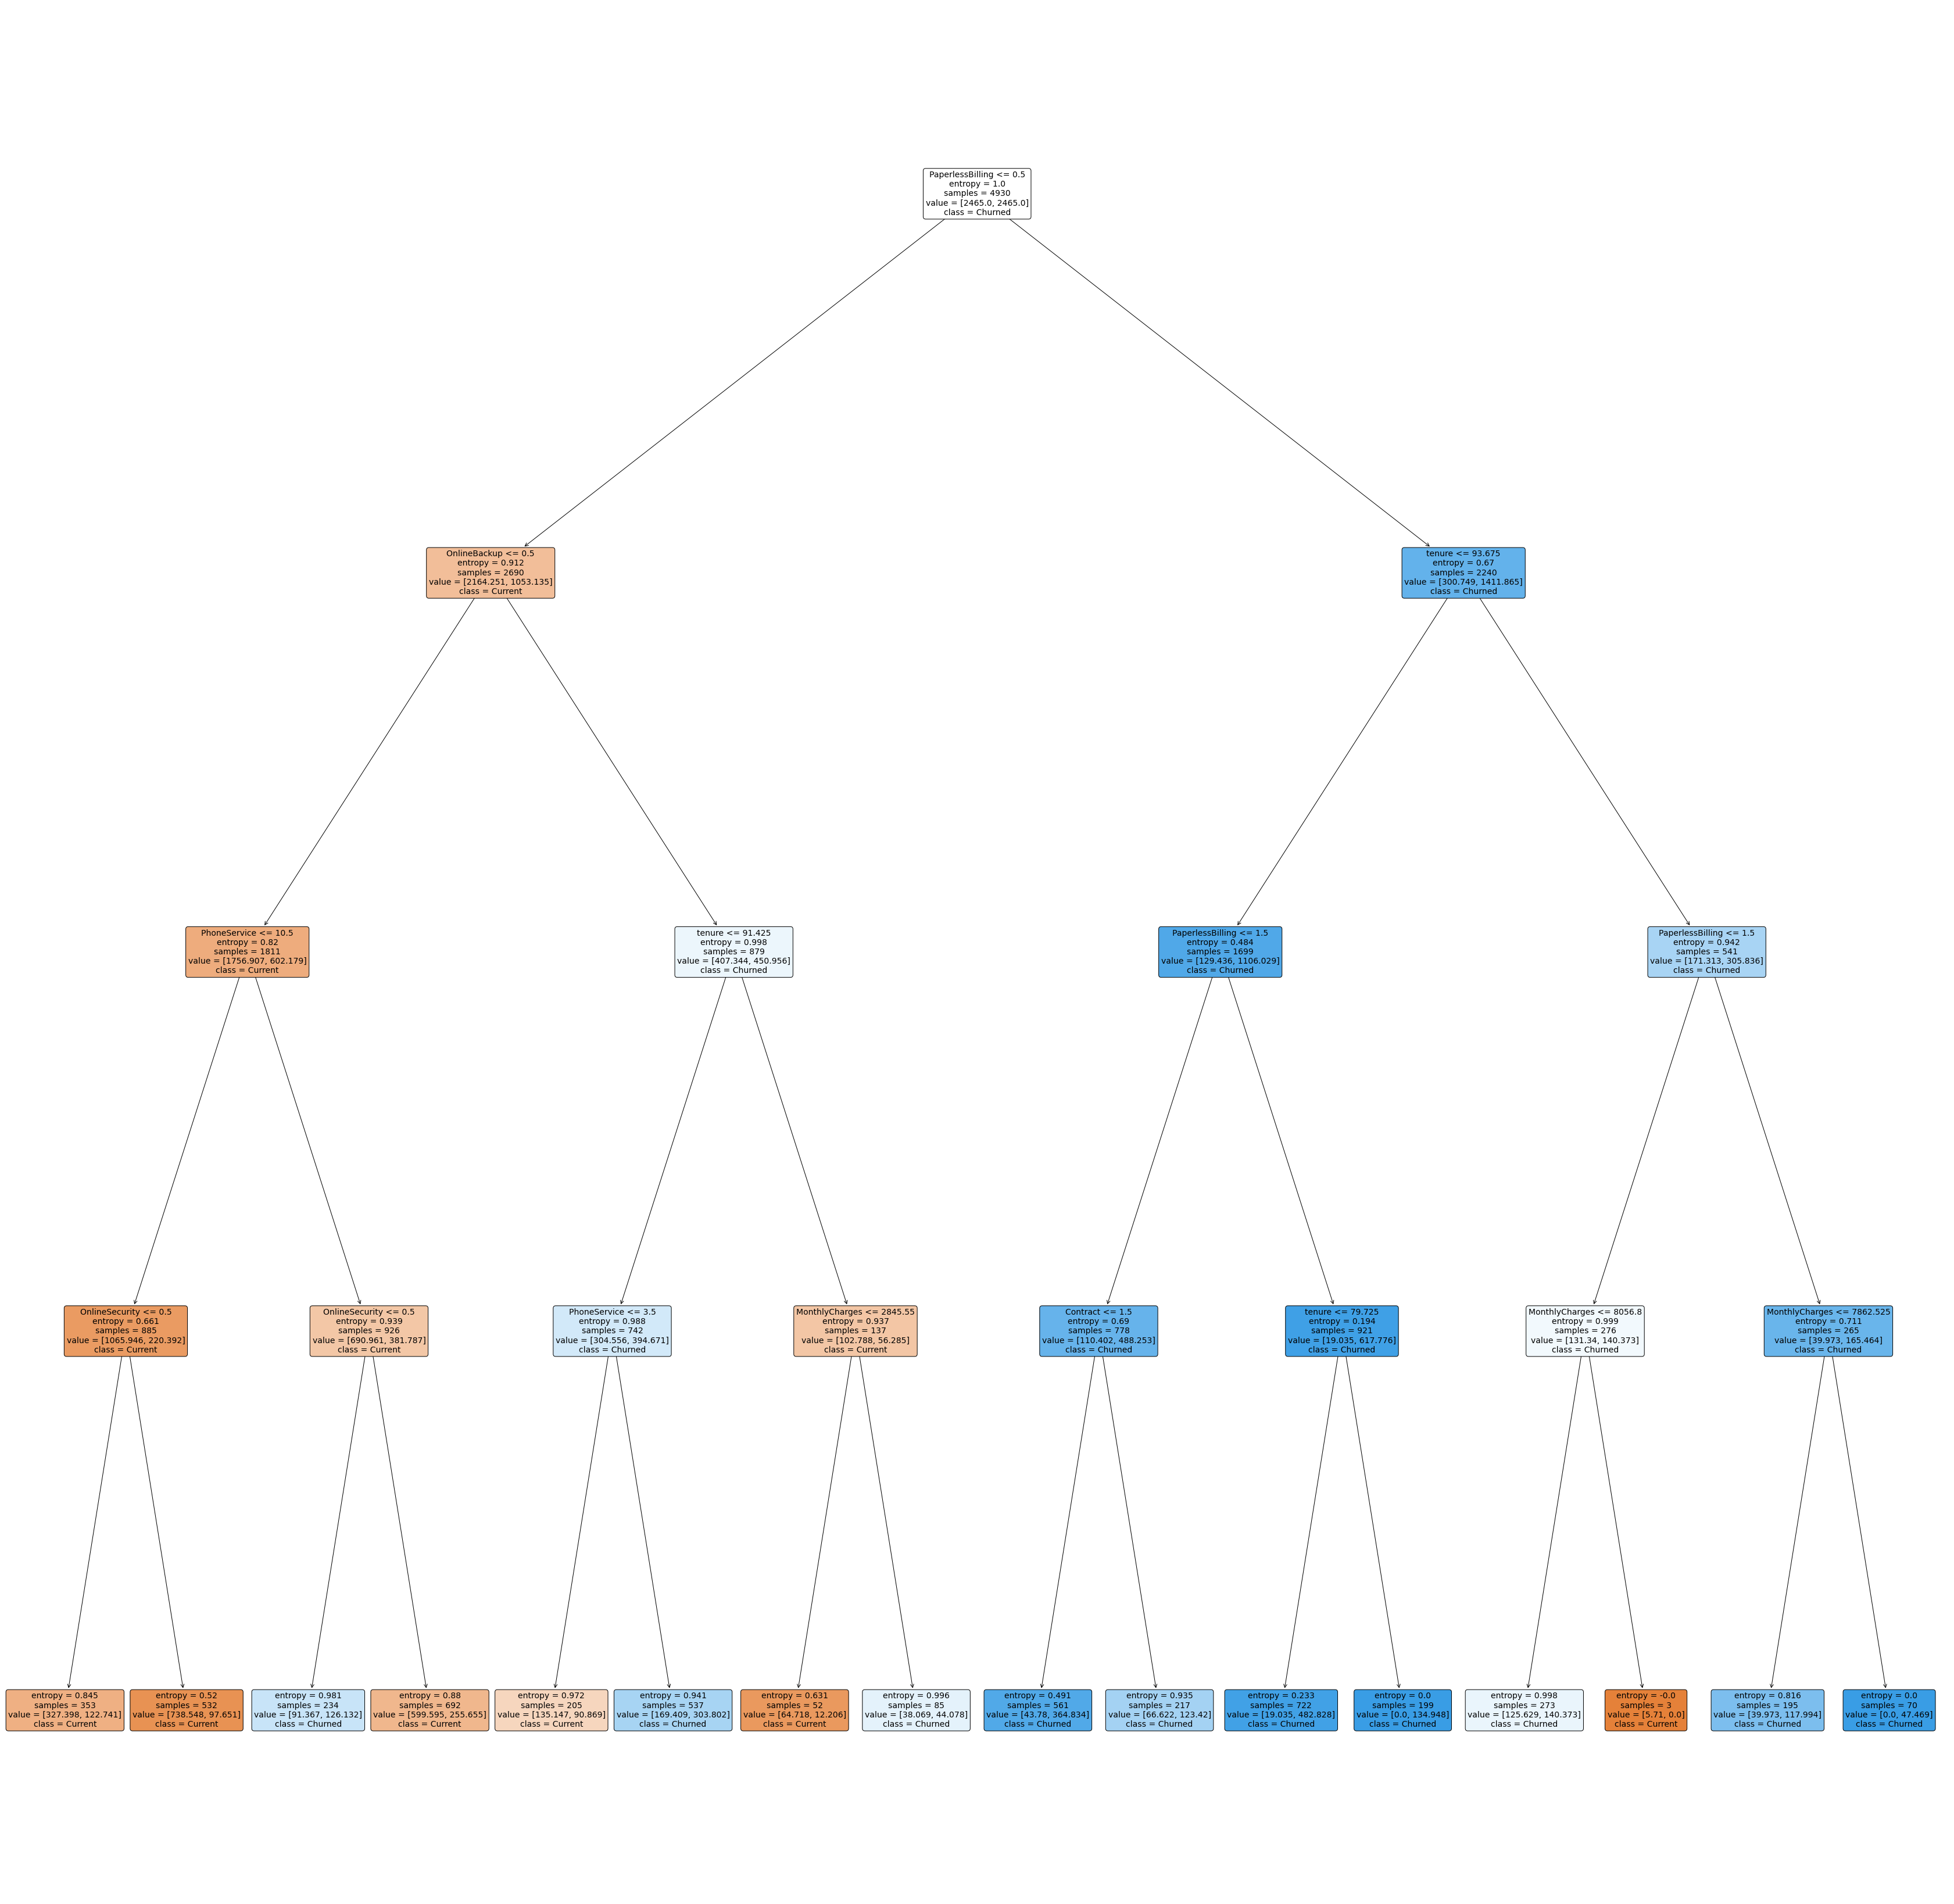 PaperlessBilling <= 0.5
entropy = 1.0
samples = 4930
value = [2465.0, 2465.0]
class = Churned
OnlineBackup <= 0.5
entropy = 0.912
samples = 2690
value = [2164.251, 1053.135]
class = Current
tenure <= 93.675
entropy = 0.67
samples = 2240
value = [300.749, 1411.865]
class = Churned
PhoneService <= 10.5
entropy = 0.82
samples = 1811
value = [1756.907, 602.179]
class = Current
tenure <= 91.425
entropy = 0.998
samples = 879
value = [407.344, 450.956]
class = Churned
PaperlessBilling <= 1.5
entropy = 0.484
samples = 1699
value = [129.436, 1106.029]
class = Churned
PaperlessBilling <= 1.5
entropy = 0.942
samples = 541
value = [171.313, 305.836]
class = Churned
OnlineSecurity <= 0.5
entropy = 0.661
samples = 885
value = [1065.946, 220.392]
class = Current
OnlineSecurity <= 0.5
entropy = 0.939
samples = 926
value = [690.961, 381.787]
class = Current
PhoneService <= 3.5
entropy = 0.988
samples = 742
value = [304.556, 394.671]
class = Churned
MonthlyCharges <= 2845.55
entropy = 0.937
samples = 137
value = [102.788, 56.285]
class = Current
Contract <= 1.5
entropy = 0.69
samples = 778
value = [110.402, 488.253]
class = Churned
tenure <= 79.725
entropy = 0.194
samples = 921
value = [19.035, 617.776]
class = Churned
MonthlyCharges <= 8056.8
entropy = 0.999
samples = 276
value = [131.34, 140.373]
class = Churned
MonthlyCharges <= 7862.525
entropy = 0.711
samples = 265
value = [39.973, 165.464]
class = Churned
entropy = 0.845
samples = 353
value = [327.398, 122.741]
class = Current
entropy = 0.52
samples = 532
value = [738.548, 97.651]
class = Current
entropy = 0.981
samples = 234
value = [91.367, 126.132]
class = Churned
entropy = 0.88
samples = 692
value = [599.595, 255.655]
class = Current
entropy = 0.972
samples = 205
value = [135.147, 90.869]
class = Current
entropy = 0.941
samples = 537
value = [169.409, 303.802]
class = Churned
entropy = 0.631
samples = 52
value = [64.718, 12.206]
class = Current
entropy = 0.996
samples = 85
value = [38.069, 44.078]
class = Churned
entropy = 0.491
samples = 561
value = [43.78, 364.834]
class = Churned
entropy = 0.935
samples = 217
value = [66.622, 123.42]
class = Churned
entropy = 0.233
samples = 722
value = [19.035, 482.828]
class = Churned
entropy = 0.0
samples = 199
value = [0.0, 134.948]
class = Churned
entropy = 0.998
samples = 273
value = [125.629, 140.373]
class = Churned
entropy = -0.0
samples = 3
value = [5.71, 0.0]
class = Current
entropy = 0.816
samples = 195
value = [39.973, 117.994]
class = Churned
entropy = 0.0
samples = 70
value = [0.0, 47.469]
class = Churned